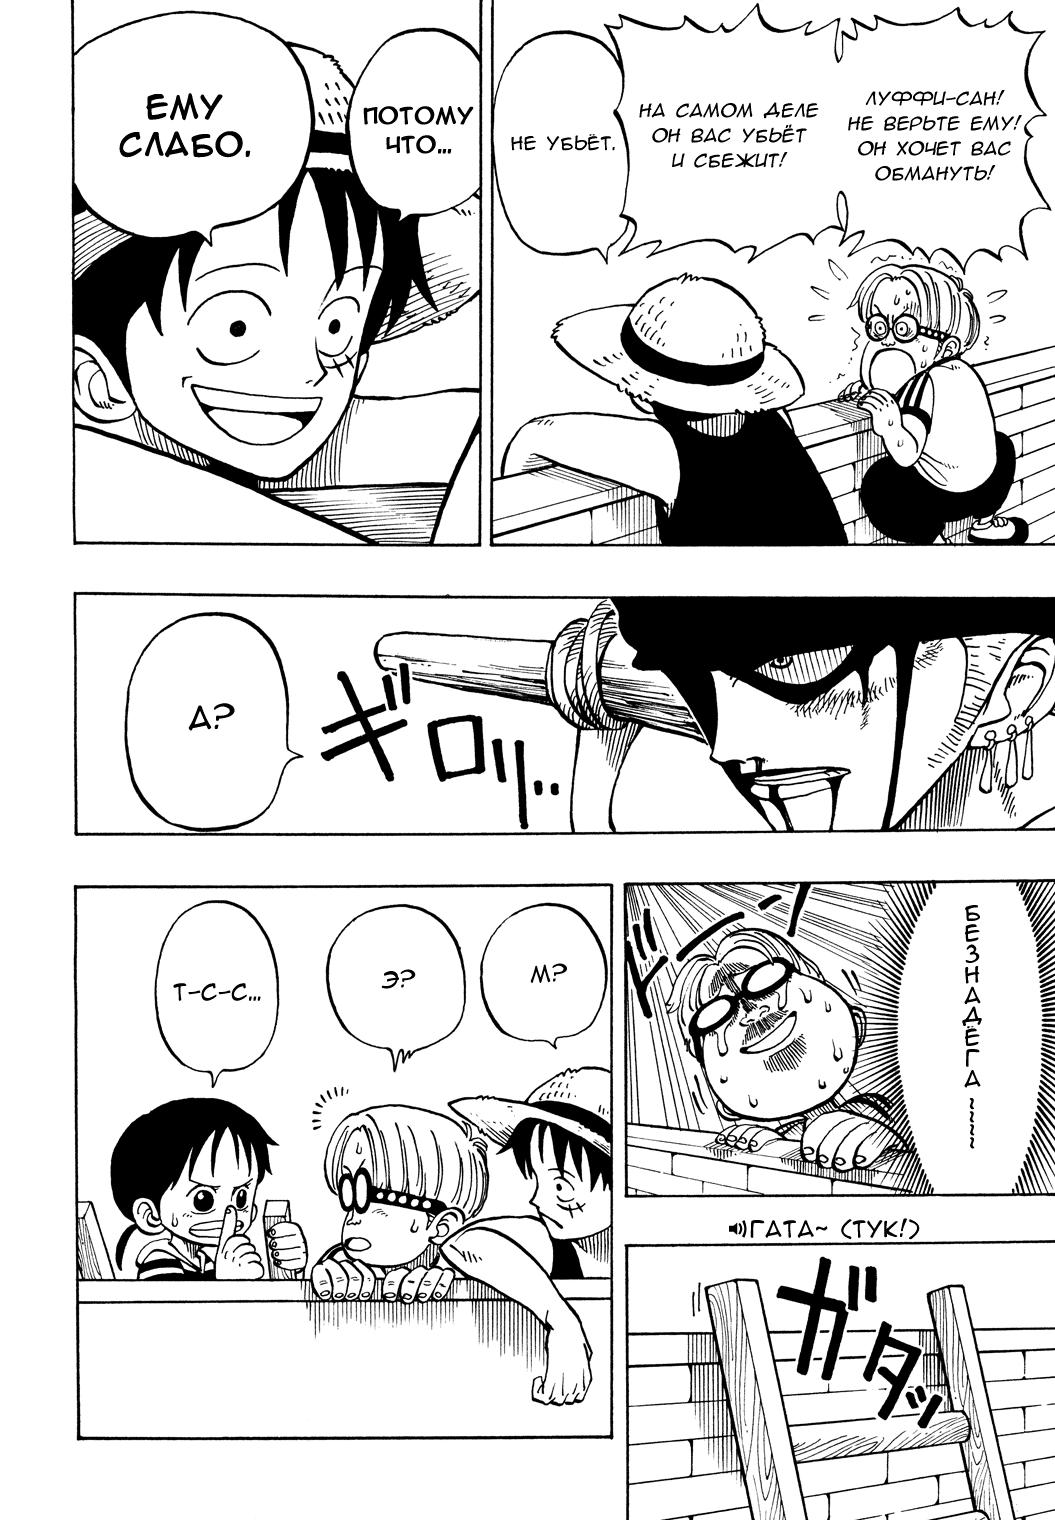 ЛУФФИ-САН!
НЕ ВЕРЬТЕ ЕМУ!
ОН ХОЧЕТ ВАС
ОБМАНУТЬ!
НА САМОМ ДЕЛЕ
ОН ВАС УБЬЁТ
И СБЕЖИТ!
НЕ УБЬЁТ.
ПОТОМУ
ЧТО...
ЕМУ
СЛАБО.
ギロッ..
А?
БЕЗНАДЁГА~~~~
ドーン
ГАТА~ (ТУК!)
ガタッ
М?
Э?
Т-С-С...